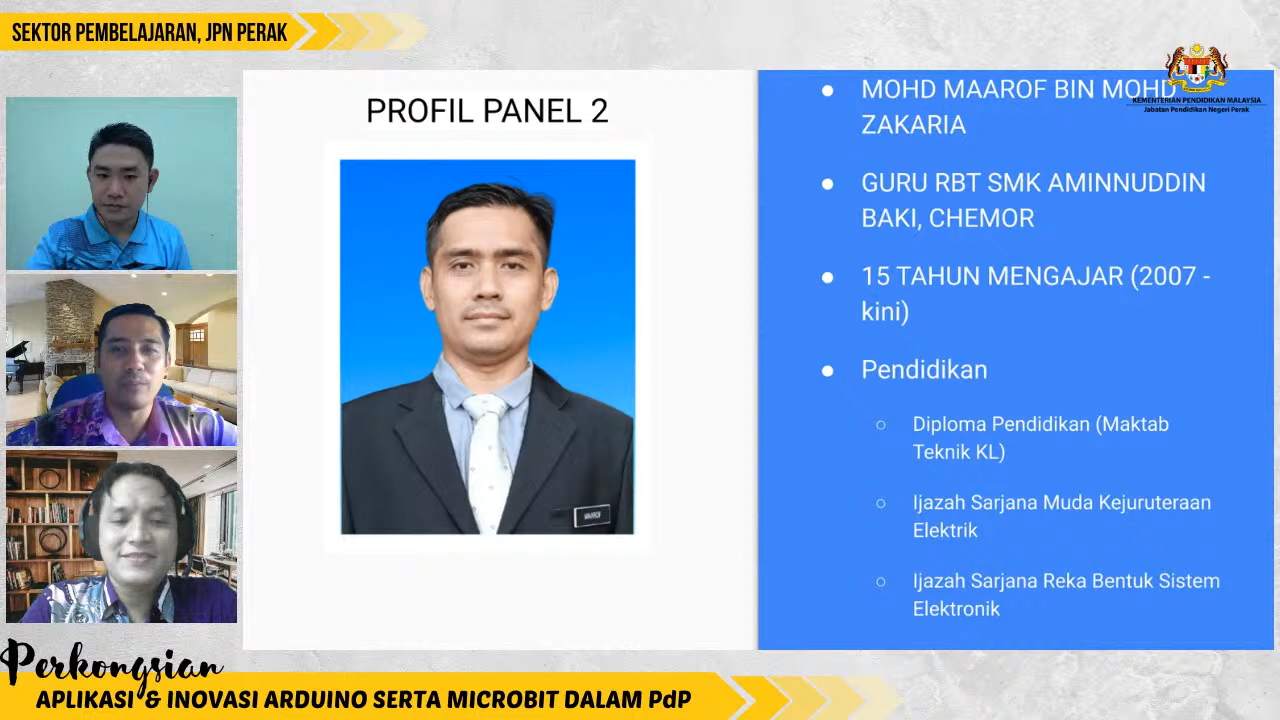 SEKTOR PEMBELAJARAN, JPN PERAK
PROFIL PANEL 2
MAAROF
● MOHD MAAROF BIN MOHD
ZAKARIA
● GURU RBT SMK AMINNUDDIN
BAKI, CHEMOR
● 15 TAHUN MENGAJAR (2007 -
kini)
● Pendidikan
○ Diploma Pendidikan (Maktab
Teknik KL)
○ Ijazah Sarjana Muda Kejuruteraan
Elektrik
○ Ijazah Sarjana Reka Bentuk Sistem
Elektronik
KEMENTERIAN PENDIDIKAN MALAYSIA
Jabatan Pendidikan Negeri Perak
Perkongsian
APLIKASI & INOVASI ARDUINO SERTA MICROBIT DALAM PdP